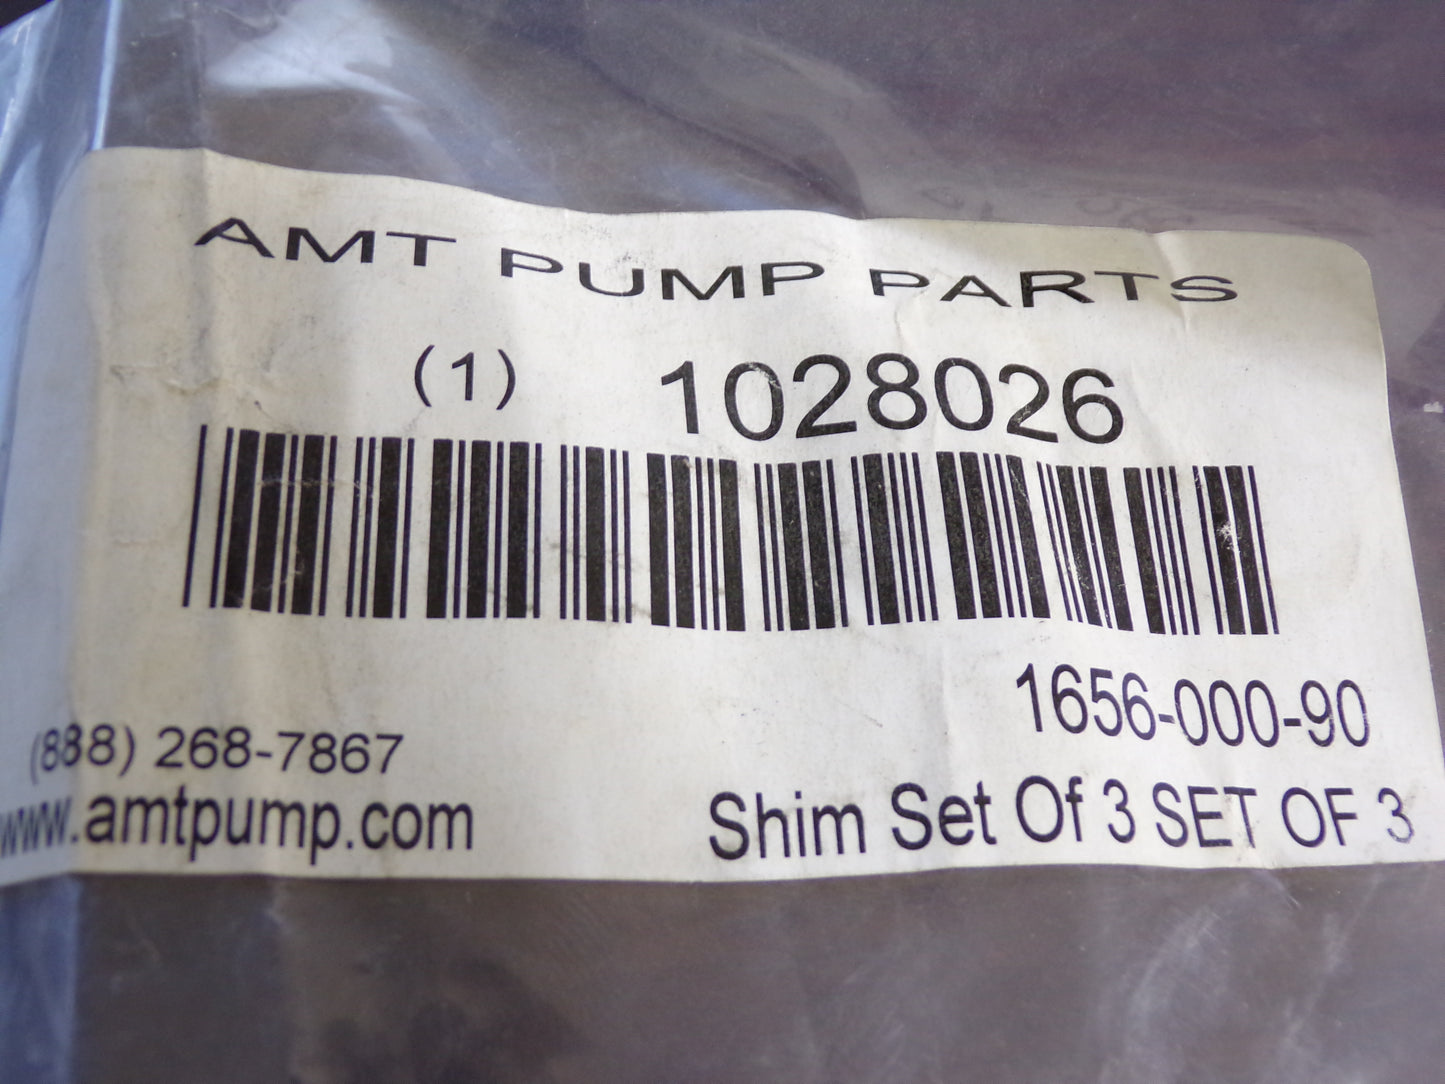 AMT PUMP PARTS
(1) 1028026
1656-000-90
(888) 268-7867
www.amtpump.com
Shim Set Of 3 SET OF 3